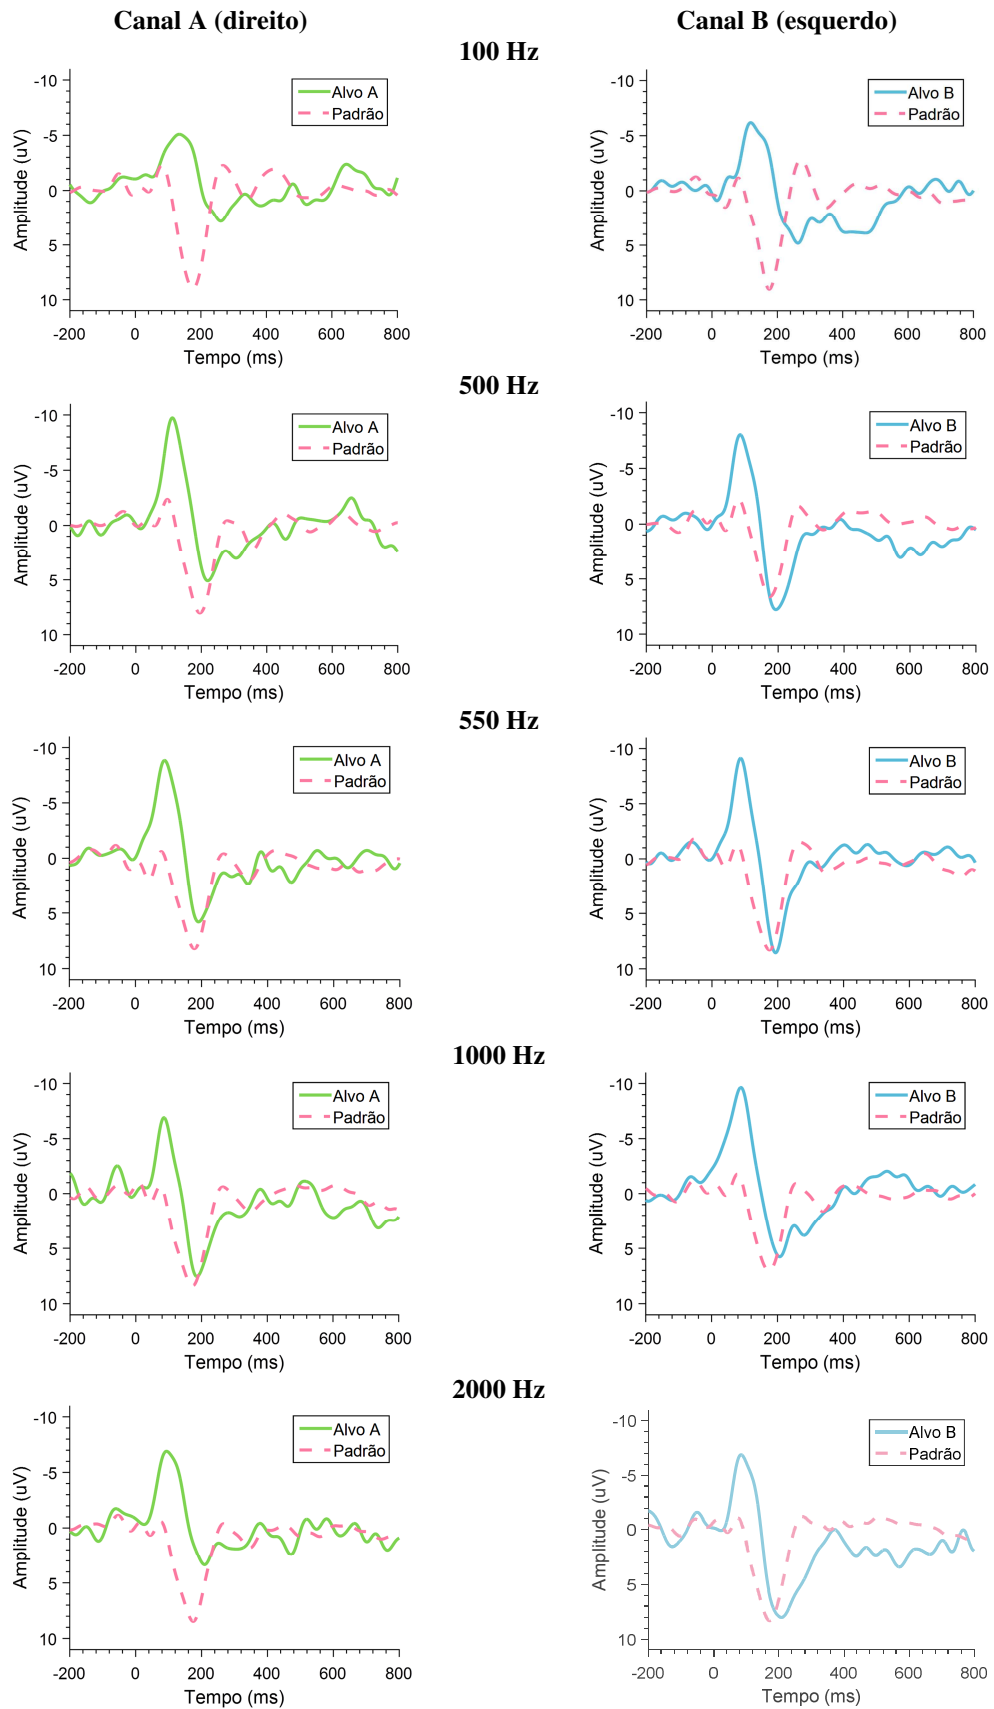 Canal A (direito) Canal B (esquerdo)
100 Hz
-10 -5 0 5 10
Amplitude (uV)
Alvo A
Padrão
-200 0 200 400 600 800
Tempo (ms)
-10 -5 0 5 10
Amplitude (uV)
Alvo B
Padrão
-200 0 200 400 600 800
Tempo (ms)
500 Hz
-10 -5 0 5 10
Amplitude (uV)
Alvo A
Padrão
-200 0 200 400 600 800
Tempo (ms)
-10 -5 0 5 10
Amplitude (uV)
Alvo B
Padrão
-200 0 200 400 600 800
Tempo (ms)
550 Hz
-10 -5 0 5 10
Amplitude (uV)
Alvo A
Padrão
-200 0 200 400 600 800
Tempo (ms)
-10 -5 0 5 10
Amplitude (uV)
Alvo B
Padrão
-200 0 200 400 600 800
Tempo (ms)
1000 Hz
-10 -5 0 5 10
Amplitude (uV)
Alvo A
Padrão
-200 0 200 400 600 800
Tempo (ms)
-10 -5 0 5 10
Amplitude (uV)
Alvo B
Padrão
-200 0 200 400 600 800
Tempo (ms)
2000 Hz
-10 -5 0 5 10
Amplitude (uV)
Alvo A
Padrão
-200 0 200 400 600 800
Tempo (ms)
-10 -5 0 5 10
Amplitude (uV)
Alvo B
Padrão
-200 0 200 400 600 800
Tempo (ms)